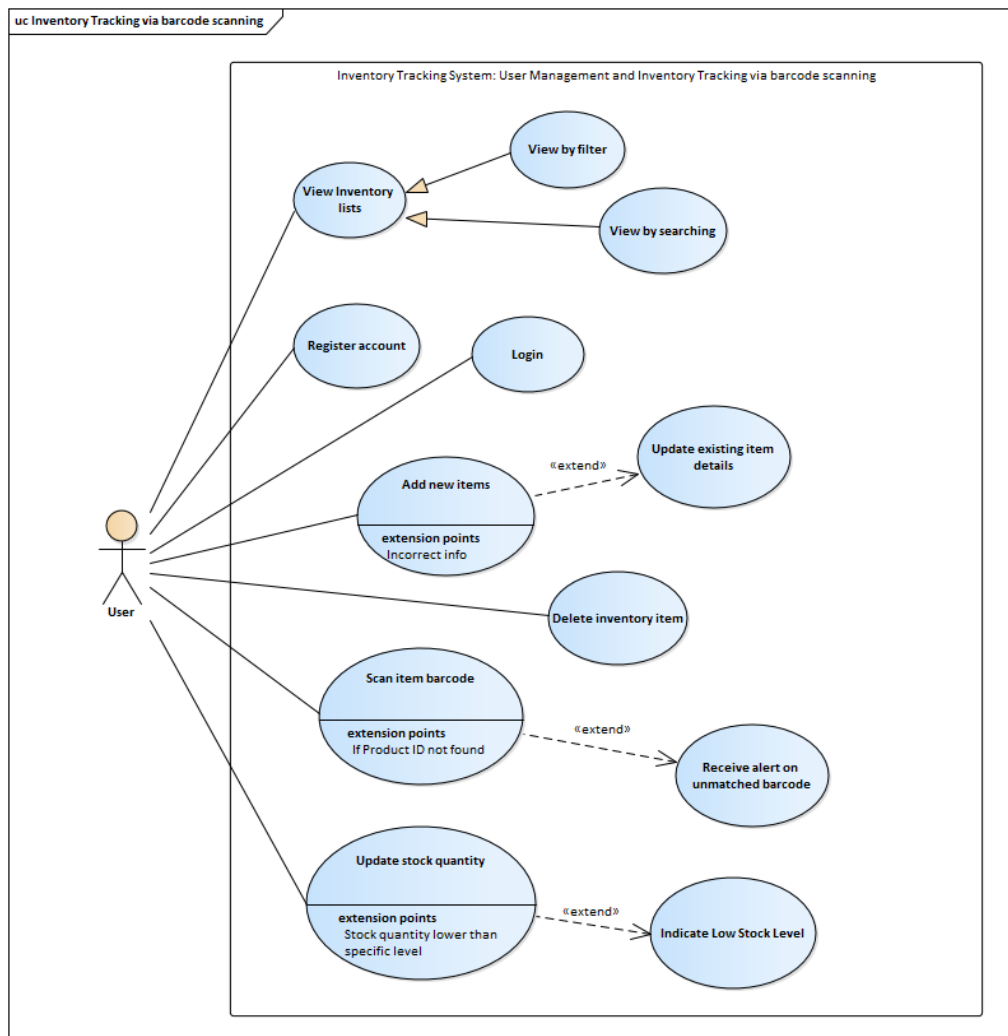 uc Inventory Tracking via barcode scanning
Inventory Tracking System: User Management and Inventory Tracking via barcode scanning
View by filter
View Inventory
lists
View by searching
Register account
Login
Update existing item
details
«extend»
Add new items
extension points
Incorrect info
User
Delete inventory item
Scan item barcode
extension points
If Product ID not found
«extend»
Receive alert on
unmatched barcode
Update stock quantity
extension points
Stock quantity lower than
specific level
«extend»
Indicate Low Stock Level